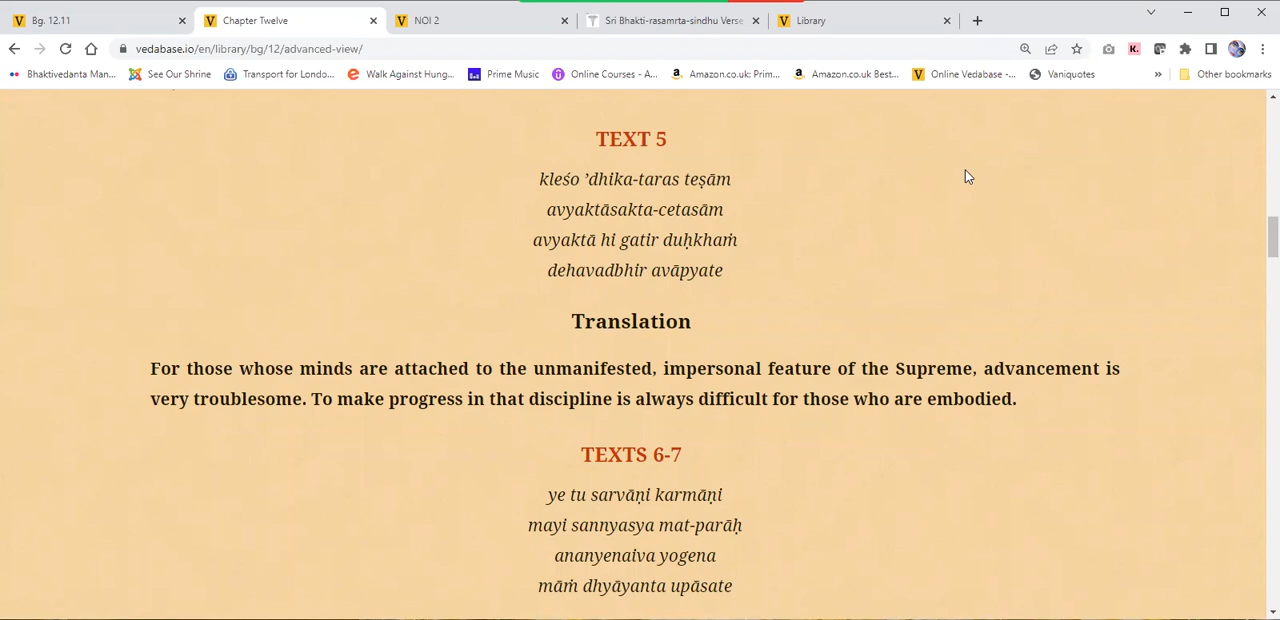 Bg. 12.11
Chapter Twelve
NOI 2
Sri Bhakti-rasamrta-sindhu Verse
Library
vedabase.io/en/library/bg/12/advanced-view/
Bhaktivedanta Man...
See Our Shrine
Transport for Londo...
Walk Against Hung...
Prime Music
Online Courses - A...
Amazon.co.uk: Prim...
Amazon.co.uk Best...
Online Vedabase -...
Vaniquotes
»
Other bookmarks
TEXT 5
kleśo ’dhika-taras teṣām
avyaktāsakta-cetasām
avyaktā hi gatir duḥkhaṁ
dehavadbhir avāpyate
Translation
For those whose minds are attached to the unmanifested, impersonal feature of the Supreme, advancement is
very troublesome. To make progress in that discipline is always difficult for those who are embodied.
TEXTS 6-7
ye tu sarvāṇi karmāṇi
mayi sannyasya mat-parāḥ
ananyenaiva yogena
māṁ dhyāyanta upāsate